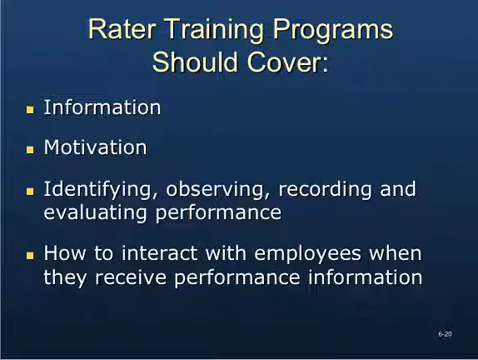 Rater Training Programs
Should Cover:
Information
Motivation
Identifying, observing, recording and
evaluating performance
How to interact with employees when
they receive performance information
6-20